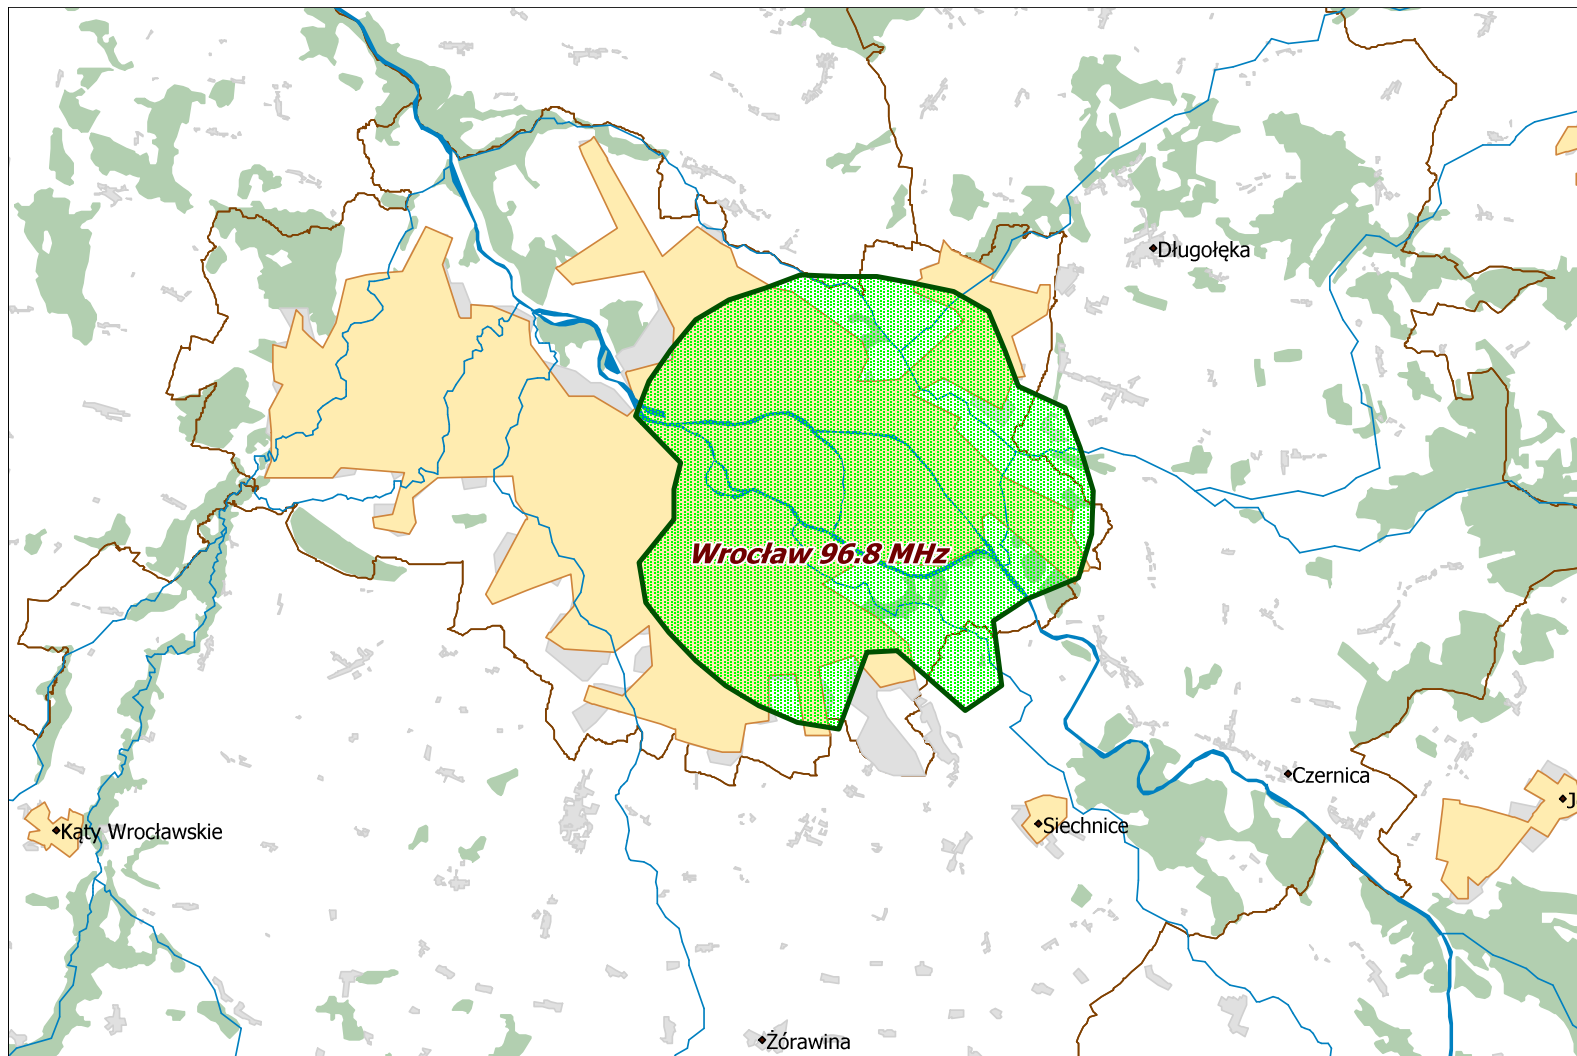 Długołęka
Wrocław 96.8 MHz
Czernica
Siechnice
Kąty Wrocławskie
Żórawina